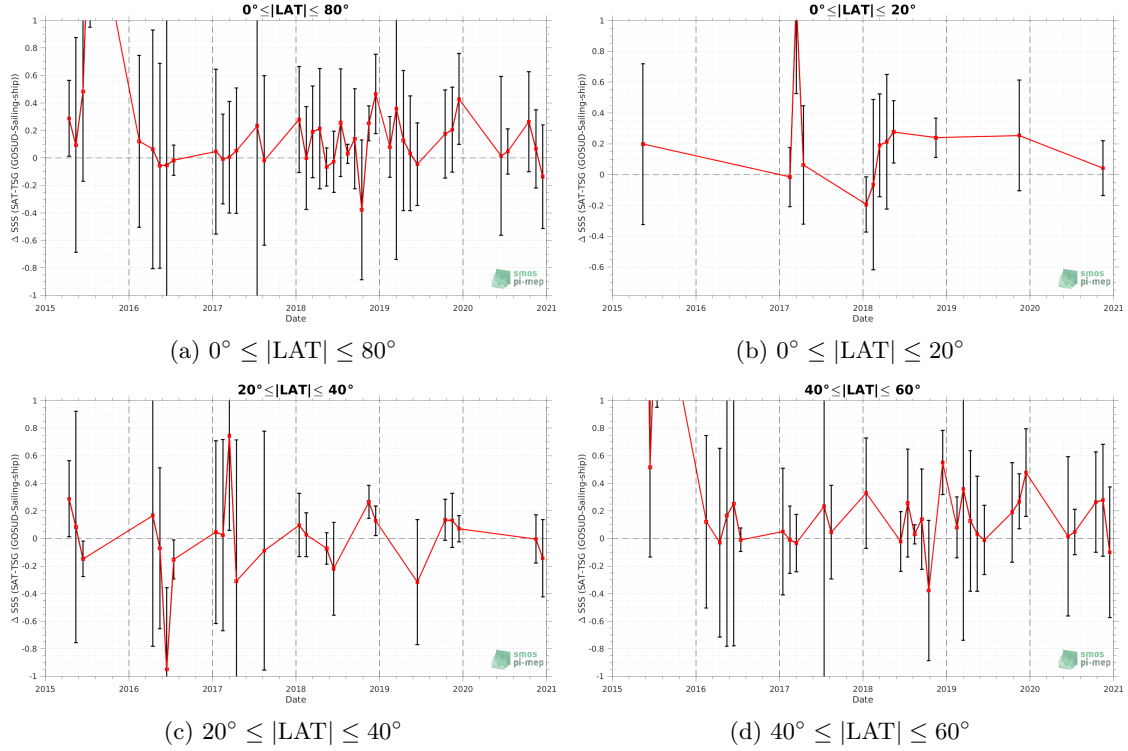 0°≤|LAT|≤ 80°
Δ SSS (SAT-TSG (GOSUD-Sailing-ship))
1
0.8
0.6
0.4
0.2
0
-0.2
-0.4
-0.6
-0.8
-1
2015 2016 2017 2018 2019 2020 2021
Date
smos
pi-mep
(a) 0° ≤ |LAT| ≤ 80°
0°≤|LAT|≤ 20°
Δ SSS (SAT-TSG (GOSUD-Sailing-ship))
1
0.8
0.6
0.4
0.2
0
-0.2
-0.4
-0.6
2015 2016 2017 2018 2019 2020 2021
Date
smos
pi-mep
(b) 0° ≤ |LAT| ≤ 20°
20°≤|LAT|≤ 40°
Δ SSS (SAT-TSG (GOSUD-Sailing-ship))
1
0.8
0.6
0.4
0.2
0
-0.2
-0.4
-0.6
-0.8
-1
2015 2016 2017 2018 2019 2020 2021
Date
smos
pi-mep
(c) 20° ≤ |LAT| ≤ 40°
40°≤|LAT|≤ 60°
Δ SSS (SAT-TSG (GOSUD-Sailing-ship))
1
0.8
0.6
0.4
0.2
0
-0.2
-0.4
-0.6
-0.8
-1
2015 2016 2017 2018 2019 2020 2021
Date
smos
pi-mep
(d) 40° ≤ |LAT| ≤ 60°